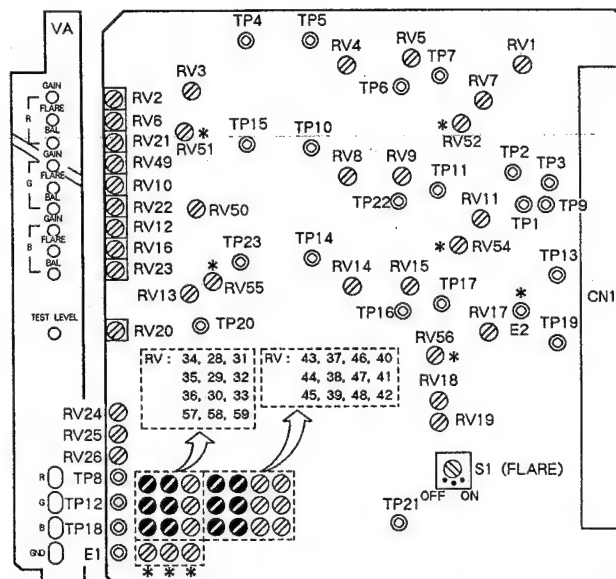 VA
GAIN
FLARE
R
BAL
GAIN
FLARE
G
BAL
GAIN
FLARE
B
BAL
TEST LEVEL
R
G
B
GND
RV2
RV6
RV21
RV49
RV10
RV22
RV12
RV16
RV23
RV20
RV24
RV25
RV26
TP8
TP12
TP18
E1
TP4
TP5
RV4
RV5
TP7
RV1
RV3
TP6
RV7
RV51 *
TP15
TP10
* RV52
RV8
RV9
TP11
TP2
TP3
TP22
RV11
TP1
TP9
RV50
TP23
TP14
* RV54
TP13
*
RV55
RV13
RV14
RV15
TP17
*
CN1
TP20
TP16
RV17
E2
TP19
RV56 *
RV18
RV19
RV : 34, 28, 31
35, 29, 32
36, 30, 33
57, 58, 59
RV : 43, 37, 46, 40
44, 38, 47, 41
45, 39, 48, 42
S1 (FLARE)
OFF ON
TP21
* * *